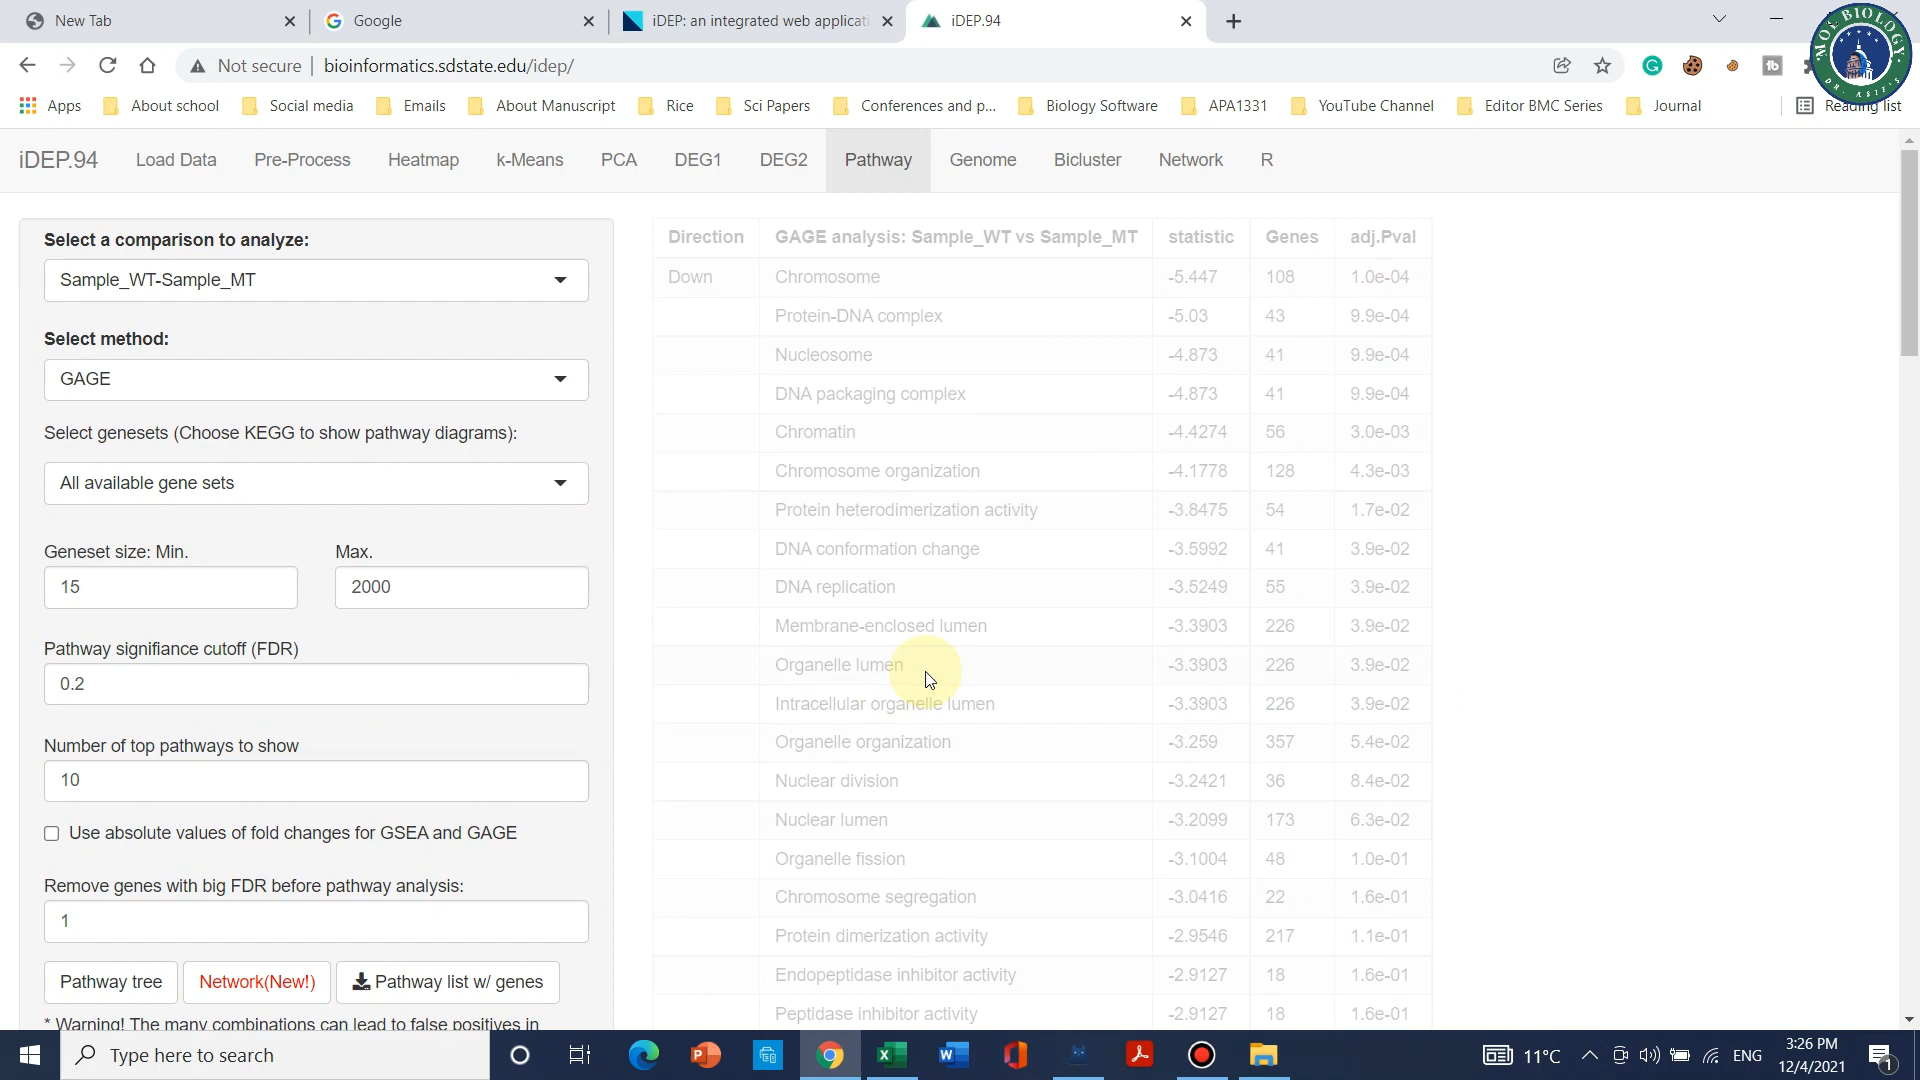 New Tab
Google
iDEP: an integrated web applicati
iDEP.94
Not secure
bioinformatics.sdstate.edu/idep/
Apps
About school
Social media
Emails
About Manuscript
Rice
Sci Papers
Conferences and p...
Biology Software
APA1331
YouTube Channel
Editor BMC Series
Journal
Reading list
iDEP.94
Load Data
Pre-Process
Heatmap
k-Means
PCA
DEG1
DEG2
Pathway
Genome
Bicluster
Network
R
Select a comparison to analyze:
Sample_WT-Sample_MT
Select method:
GAGE
Select genesets (Choose KEGG to show pathway diagrams):
All available gene sets
Geneset size: Min.
Max.
15
2000
Pathway signifiance cutoff (FDR)
0.2
Number of top pathways to show
10
Use absolute values of fold changes for GSEA and GAGE
Remove genes with big FDR before pathway analysis:
1
Pathway tree
Network(New!)
Pathway list w/ genes
* Warning! The many combinations can lead to false positives in
Direction GAGE analysis: Sample_WT vs Sample_MT statistic Genes adj.Pval
Down Chromosome -5.447 108 1.0e-04
Protein-DNA complex -5.03 43 9.9e-04
Nucleosome -4.873 41 9.9e-04
DNA packaging complex -4.873 41 9.9e-04
Chromatin -4.4274 56 3.0e-03
Chromosome organization -4.1778 128 4.3e-03
Protein heterodimerization activity -3.8475 54 1.7e-02
DNA conformation change -3.5992 41 3.9e-02
DNA replication -3.5249 55 3.9e-02
Membrane-enclosed lumen -3.3903 226 3.9e-02
Organelle lumen -3.3903 226 3.9e-02
Intracellular organelle lumen -3.3903 226 3.9e-02
Organelle organization -3.259 357 5.4e-02
Nuclear division -3.2421 36 8.4e-02
Nuclear lumen -3.2099 173 6.3e-02
Organelle fission -3.1004 48 1.0e-01
Chromosome segregation -3.0416 22 1.6e-01
Protein dimerization activity -2.9546 217 1.1e-01
Endopeptidase inhibitor activity -2.9127 18 1.6e-01
Peptidase inhibitor activity -2.9127 18 1.6e-01
Type here to search
11°C
ENG
3:26 PM
12/4/2021
1